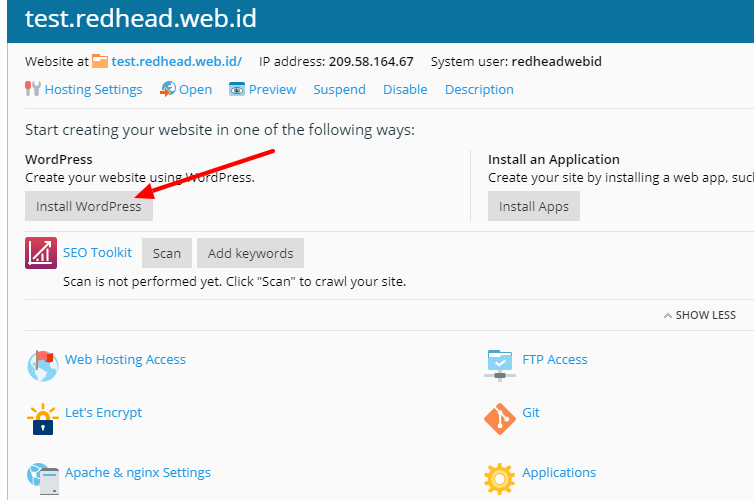 test.redhead.web.id
Website at test.redhead.web.id/ IP address: 209.58.164.67 System user: redheadwebid
Hosting Settings Open Preview Suspend Disable Description
Start creating your website in one of the following ways:
WordPress
Create your website using WordPress.
Install WordPress
Install an Application
Create your site by installing a web app, suc
Install Apps
SEO Toolkit Scan Add keywords
Scan is not performed yet. Click "Scan" to crawl your site.
SHOW LESS
Web Hosting Access FTP Access
Let's Encrypt Git
Apache & nginx Settings Applications